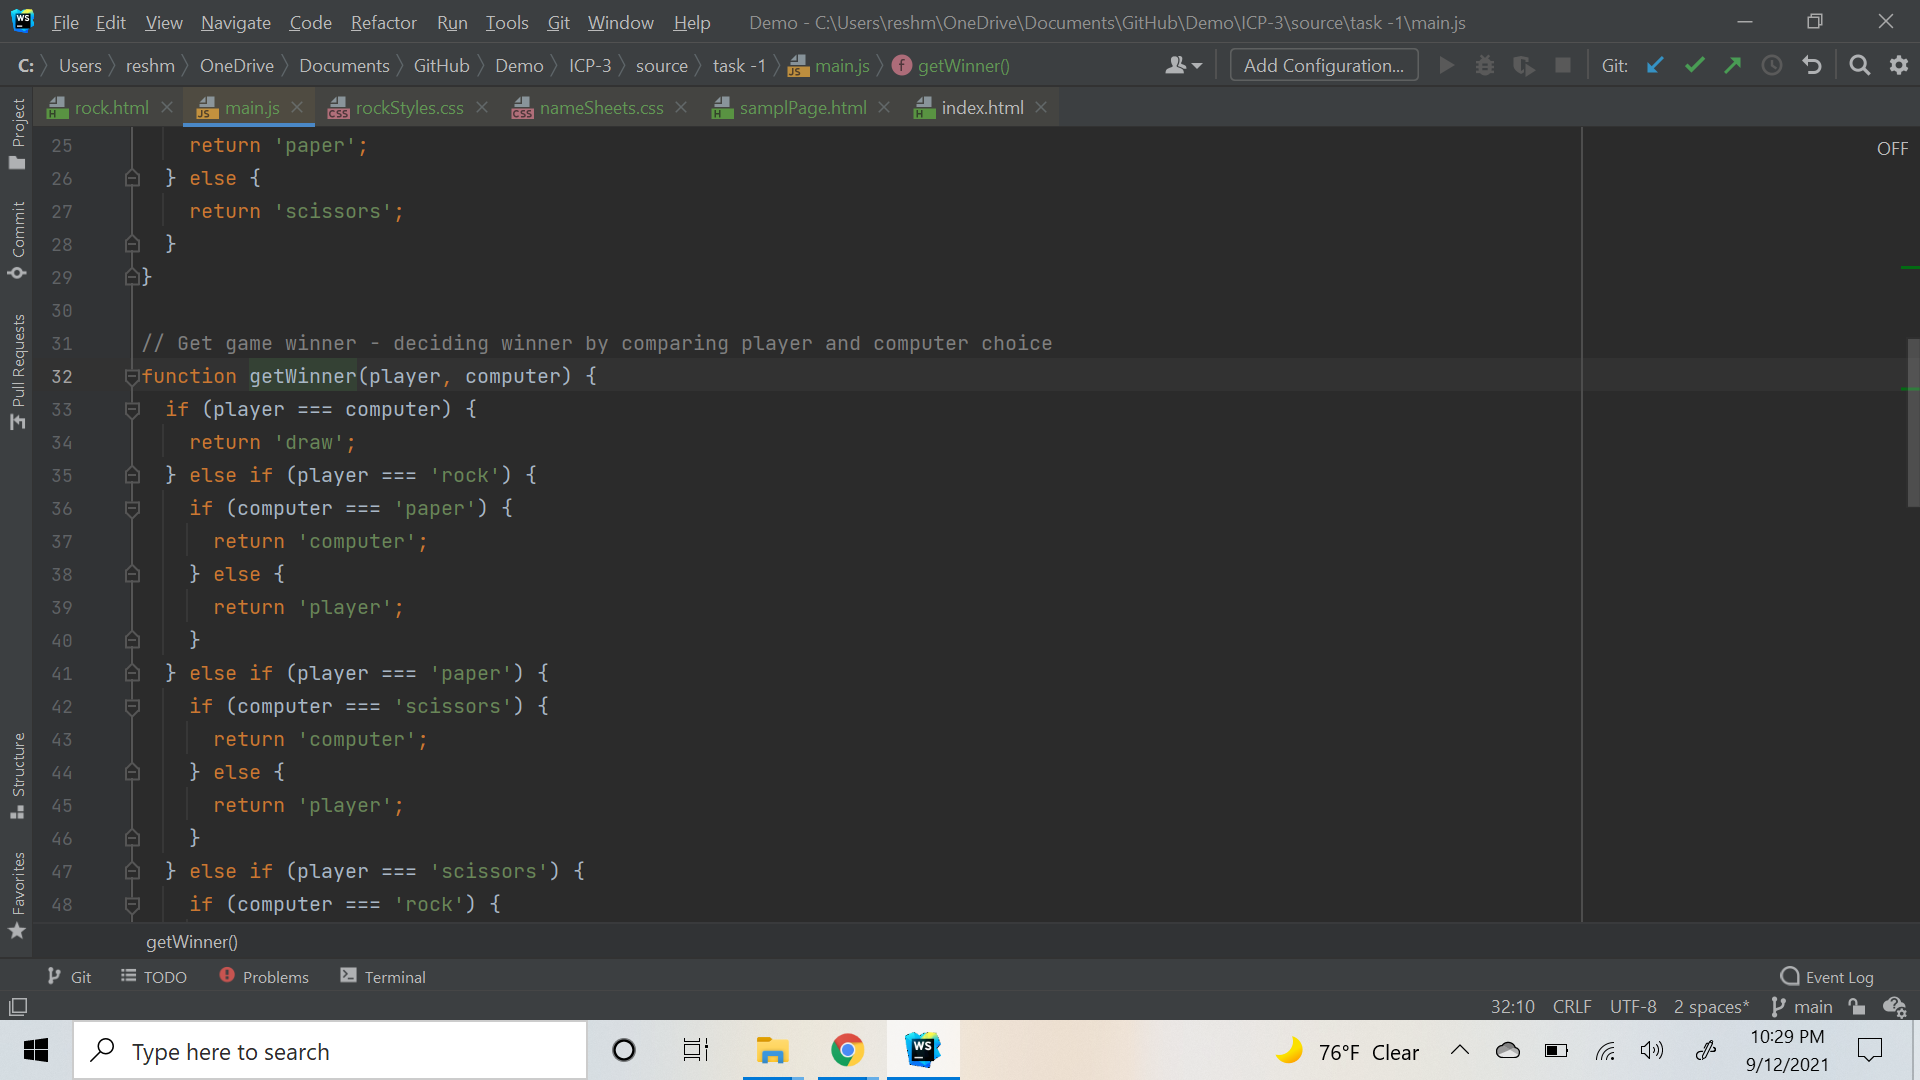 WS File Edit View Navigate Code Refactor Run Tools Git Window Help Demo - C:\Users\reshm\OneDrive\Documents\GitHub\Demo\ICP-3\source\task -1\main.js
C: Users reshm OneDrive Documents GitHub Demo ICP-3 source task -1 JS main.js f getWinner() Add Configuration... Git:
H rock.html JS main.js CSS rockStyles.css CSS nameSheets.css H samplPage.html H index.html
Project
Commit
Pull Requests
Structure
Favorites
OFF
25 return 'paper';
26 } else {
27 return 'scissors';
28 }
29 }
30
31 // Get game winner - deciding winner by comparing player and computer choice
32 function getWinner(player, computer) {
33 if (player === computer) {
34 return 'draw';
35 } else if (player === 'rock') {
36 if (computer === 'paper') {
37 return 'computer';
38 } else {
39 return 'player';
40 }
41 } else if (player === 'paper') {
42 if (computer === 'scissors') {
43 return 'computer';
44 } else {
45 return 'player';
46 }
47 } else if (player === 'scissors') {
48 if (computer === 'rock') {
getWinner()
Git TODO Problems Terminal Event Log
32:10 CRLF UTF-8 2 spaces* main
Type here to search WS 76°F Clear 10:29 PM
9/12/2021